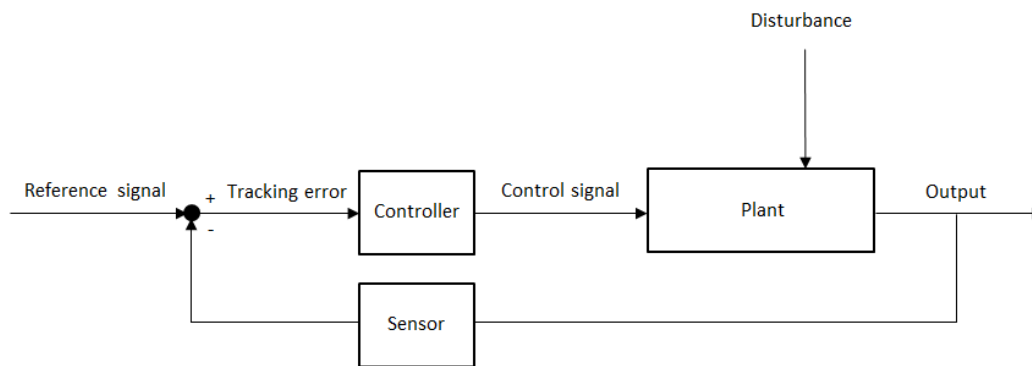 Disturbance
Reference signal
+
Tracking error
Controller
Control signal
Plant
Output
-
Sensor